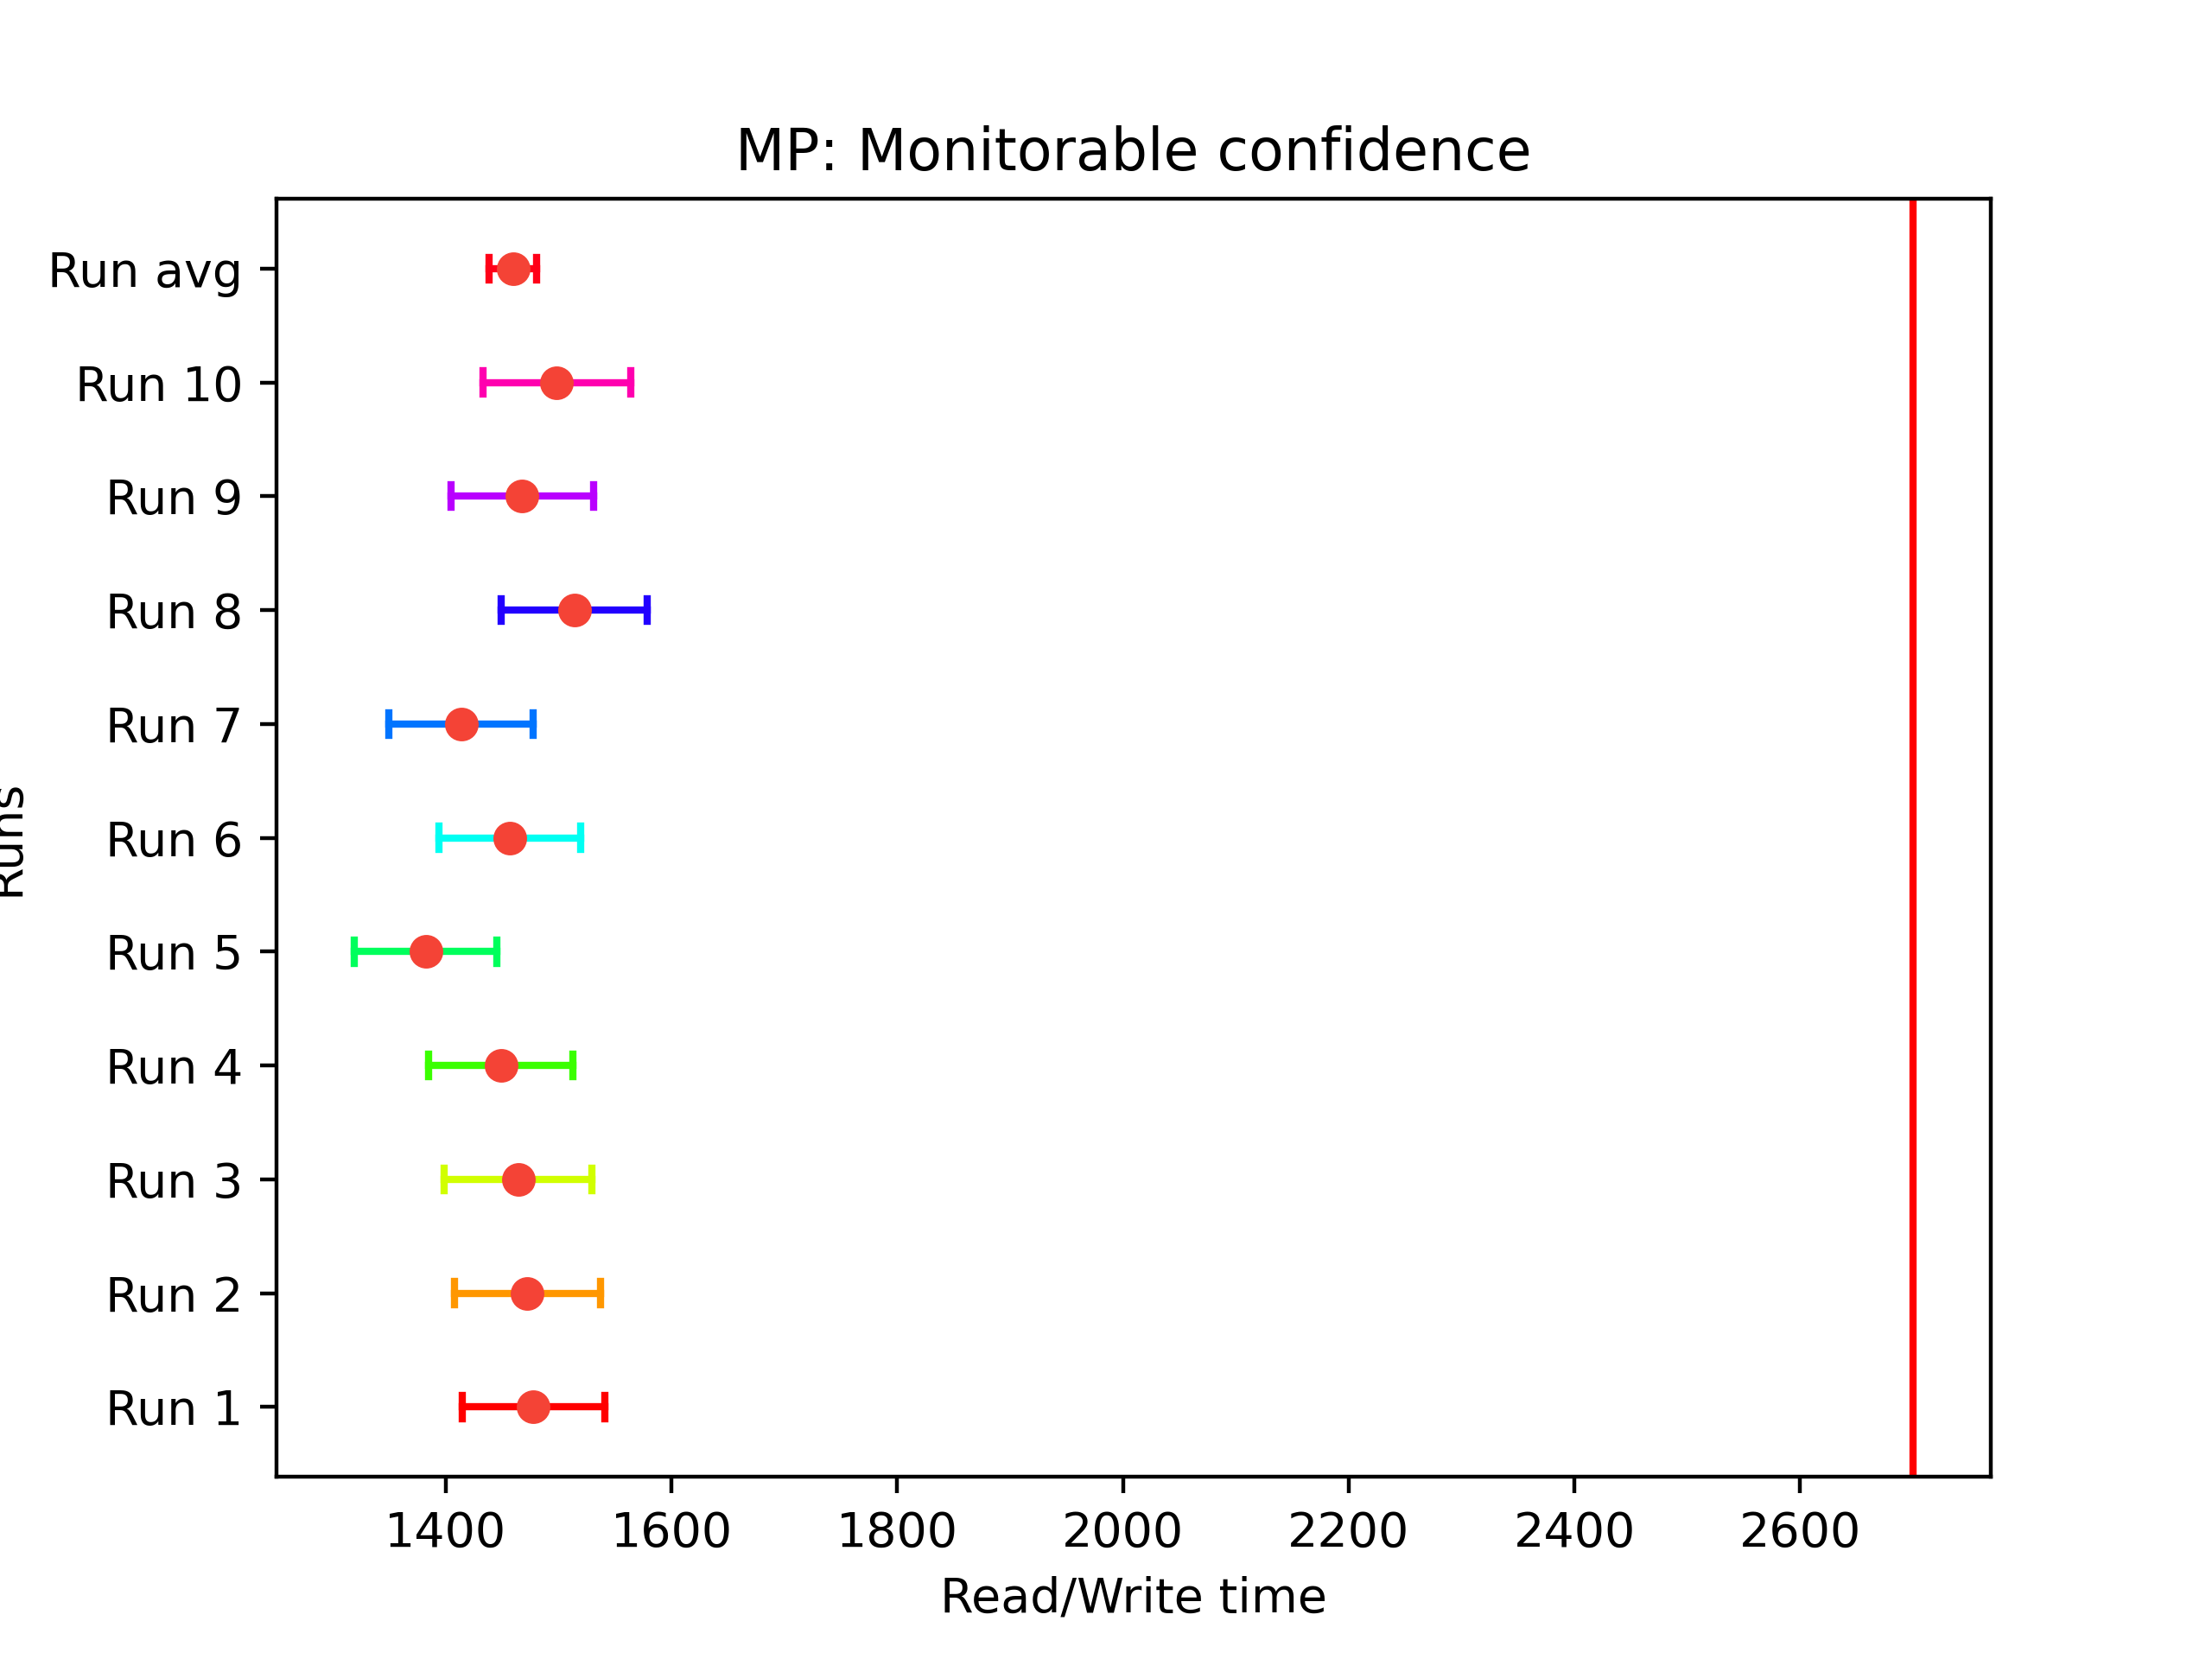 MP: Monitorable confidence
Run avg
Run 10
Run 9
Run 8
Run 7
Run 6
Run 5
Run 4
Run 3
Run 2
Run 1
Runs
1400 1600 1800 2000 2200 2400 2600
Read/Write time